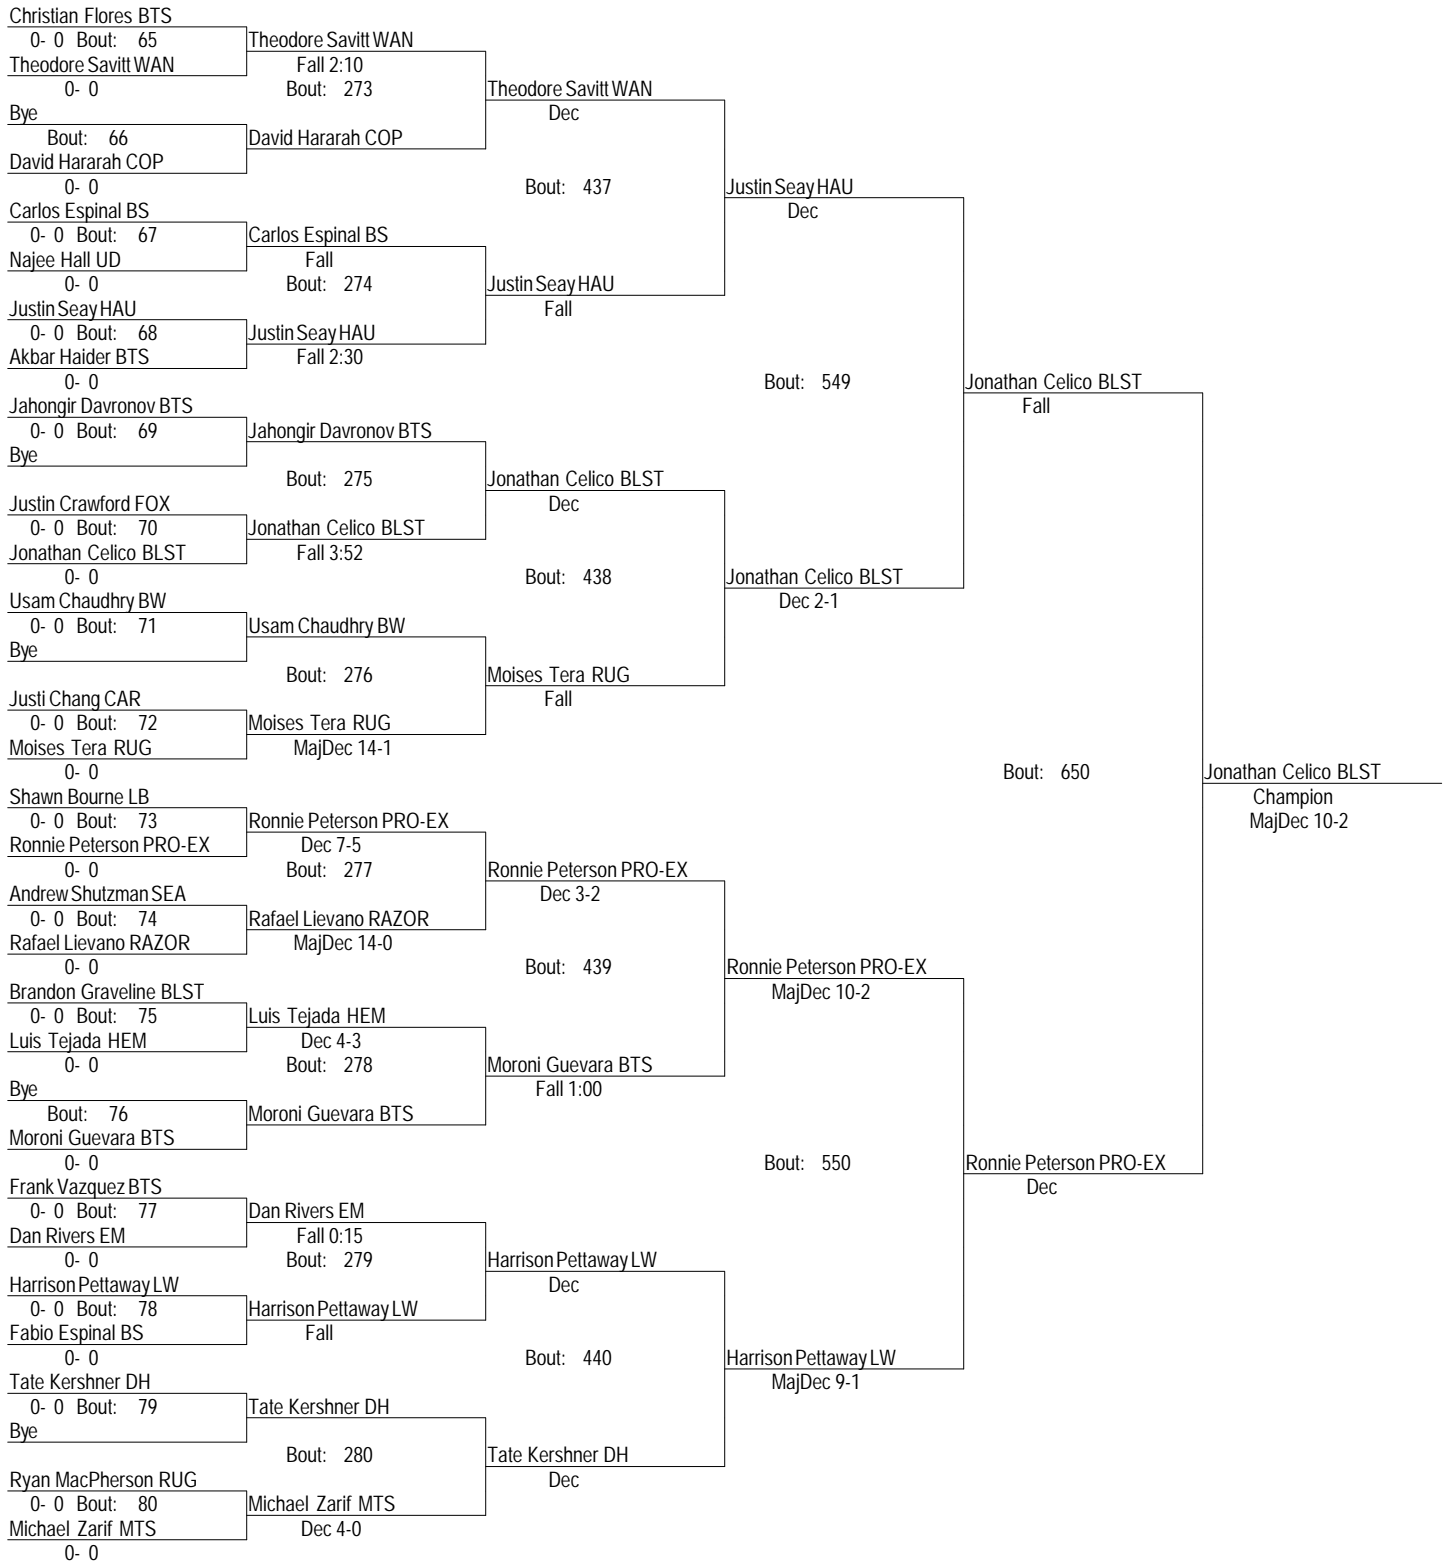 Christian Flores BTS
0- 0 Bout: 65
Theodore Savitt WAN
0- 0
Bye
Bout: 66
David Hararah COP
0- 0
Carlos Espinal BS
0- 0 Bout: 67
Najee Hall UD
0- 0
Justin Seay HAU
0- 0 Bout: 68
Akbar Haider BTS
0- 0
Jahongir Davronov BTS
0- 0 Bout: 69
Bye
Justin Crawford FOX
0- 0 Bout: 70
Jonathan Celico BLST
0- 0
Usam Chaudhry BW
0- 0 Bout: 71
Bye
Justi Chang CAR
0- 0 Bout: 72
Moises Tera RUG
0- 0
Shawn Bourne LB
0- 0 Bout: 73
Ronnie Peterson PRO-EX
0- 0
Andrew Shutzman SEA
0- 0 Bout: 74
Rafael Lievano RAZOR
0- 0
Brandon Graveline BLST
0- 0 Bout: 75
Luis Tejada HEM
0- 0
Bye
Bout: 76
Moroni Guevara BTS
0- 0
Frank Vazquez BTS
0- 0 Bout: 77
Dan Rivers EM
0- 0
Harrison Pettaway LW
0- 0 Bout: 78
Fabio Espinal BS
0- 0
Tate Kershner DH
0- 0 Bout: 79
Bye
Ryan MacPherson RUG
0- 0 Bout: 80
Michael Zarif MTS
0- 0
Theodore Savitt WAN
Fall 2:10
Bout: 273
David Hararah COP
Carlos Espinal BS
Fall
Bout: 274
Justin Seay HAU
Fall 2:30
Jahongir Davronov BTS
Bout: 275
Jonathan Celico BLST
Fall 3:52
Usam Chaudhry BW
Bout: 276
Moises Tera RUG
MajDec 14-1
Ronnie Peterson PRO-EX
Dec 7-5
Bout: 277
Rafael Lievano RAZOR
MajDec 14-0
Luis Tejada HEM
Dec 4-3
Bout: 278
Moroni Guevara BTS
Dan Rivers EM
Fall 0:15
Bout: 279
Harrison Pettaway LW
Fall
Tate Kershner DH
Bout: 280
Michael Zarif MTS
Dec 4-0
Theodore Savitt WAN
Dec
Bout: 437
Justin Seay HAU
Fall
Jonathan Celico BLST
Dec
Bout: 438
Moises Tera RUG
Fall
Ronnie Peterson PRO-EX
Dec 3-2
Bout: 439
Moroni Guevara BTS
Fall 1:00
Harrison Pettaway LW
Dec
Bout: 440
Tate Kershner DH
Dec
Justin Seay HAU
Dec
Bout: 549
Jonathan Celico BLST
Dec 2-1
Ronnie Peterson PRO-EX
MajDec 10-2
Bout: 550
Harrison Pettaway LW
MajDec 9-1
Jonathan Celico BLST
Fall
Bout: 650
Ronnie Peterson PRO-EX
Dec
Jonathan Celico BLST
Champion
MajDec 10-2